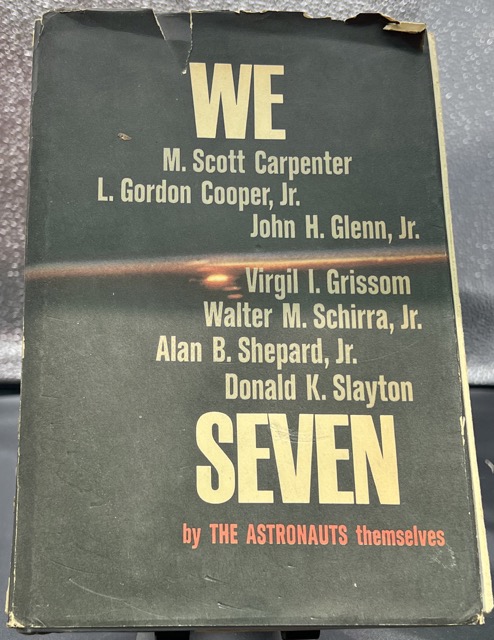 WE
M. Scott Carpenter
L. Gordon Cooper, Jr.
John H. Glenn, Jr.
Virgil I. Grissom
Walter M. Schirra, Jr.
Alan B. Shepard, Jr.
Donald K. Slayton
SEVEN
by THE ASTRONAUTS themselves